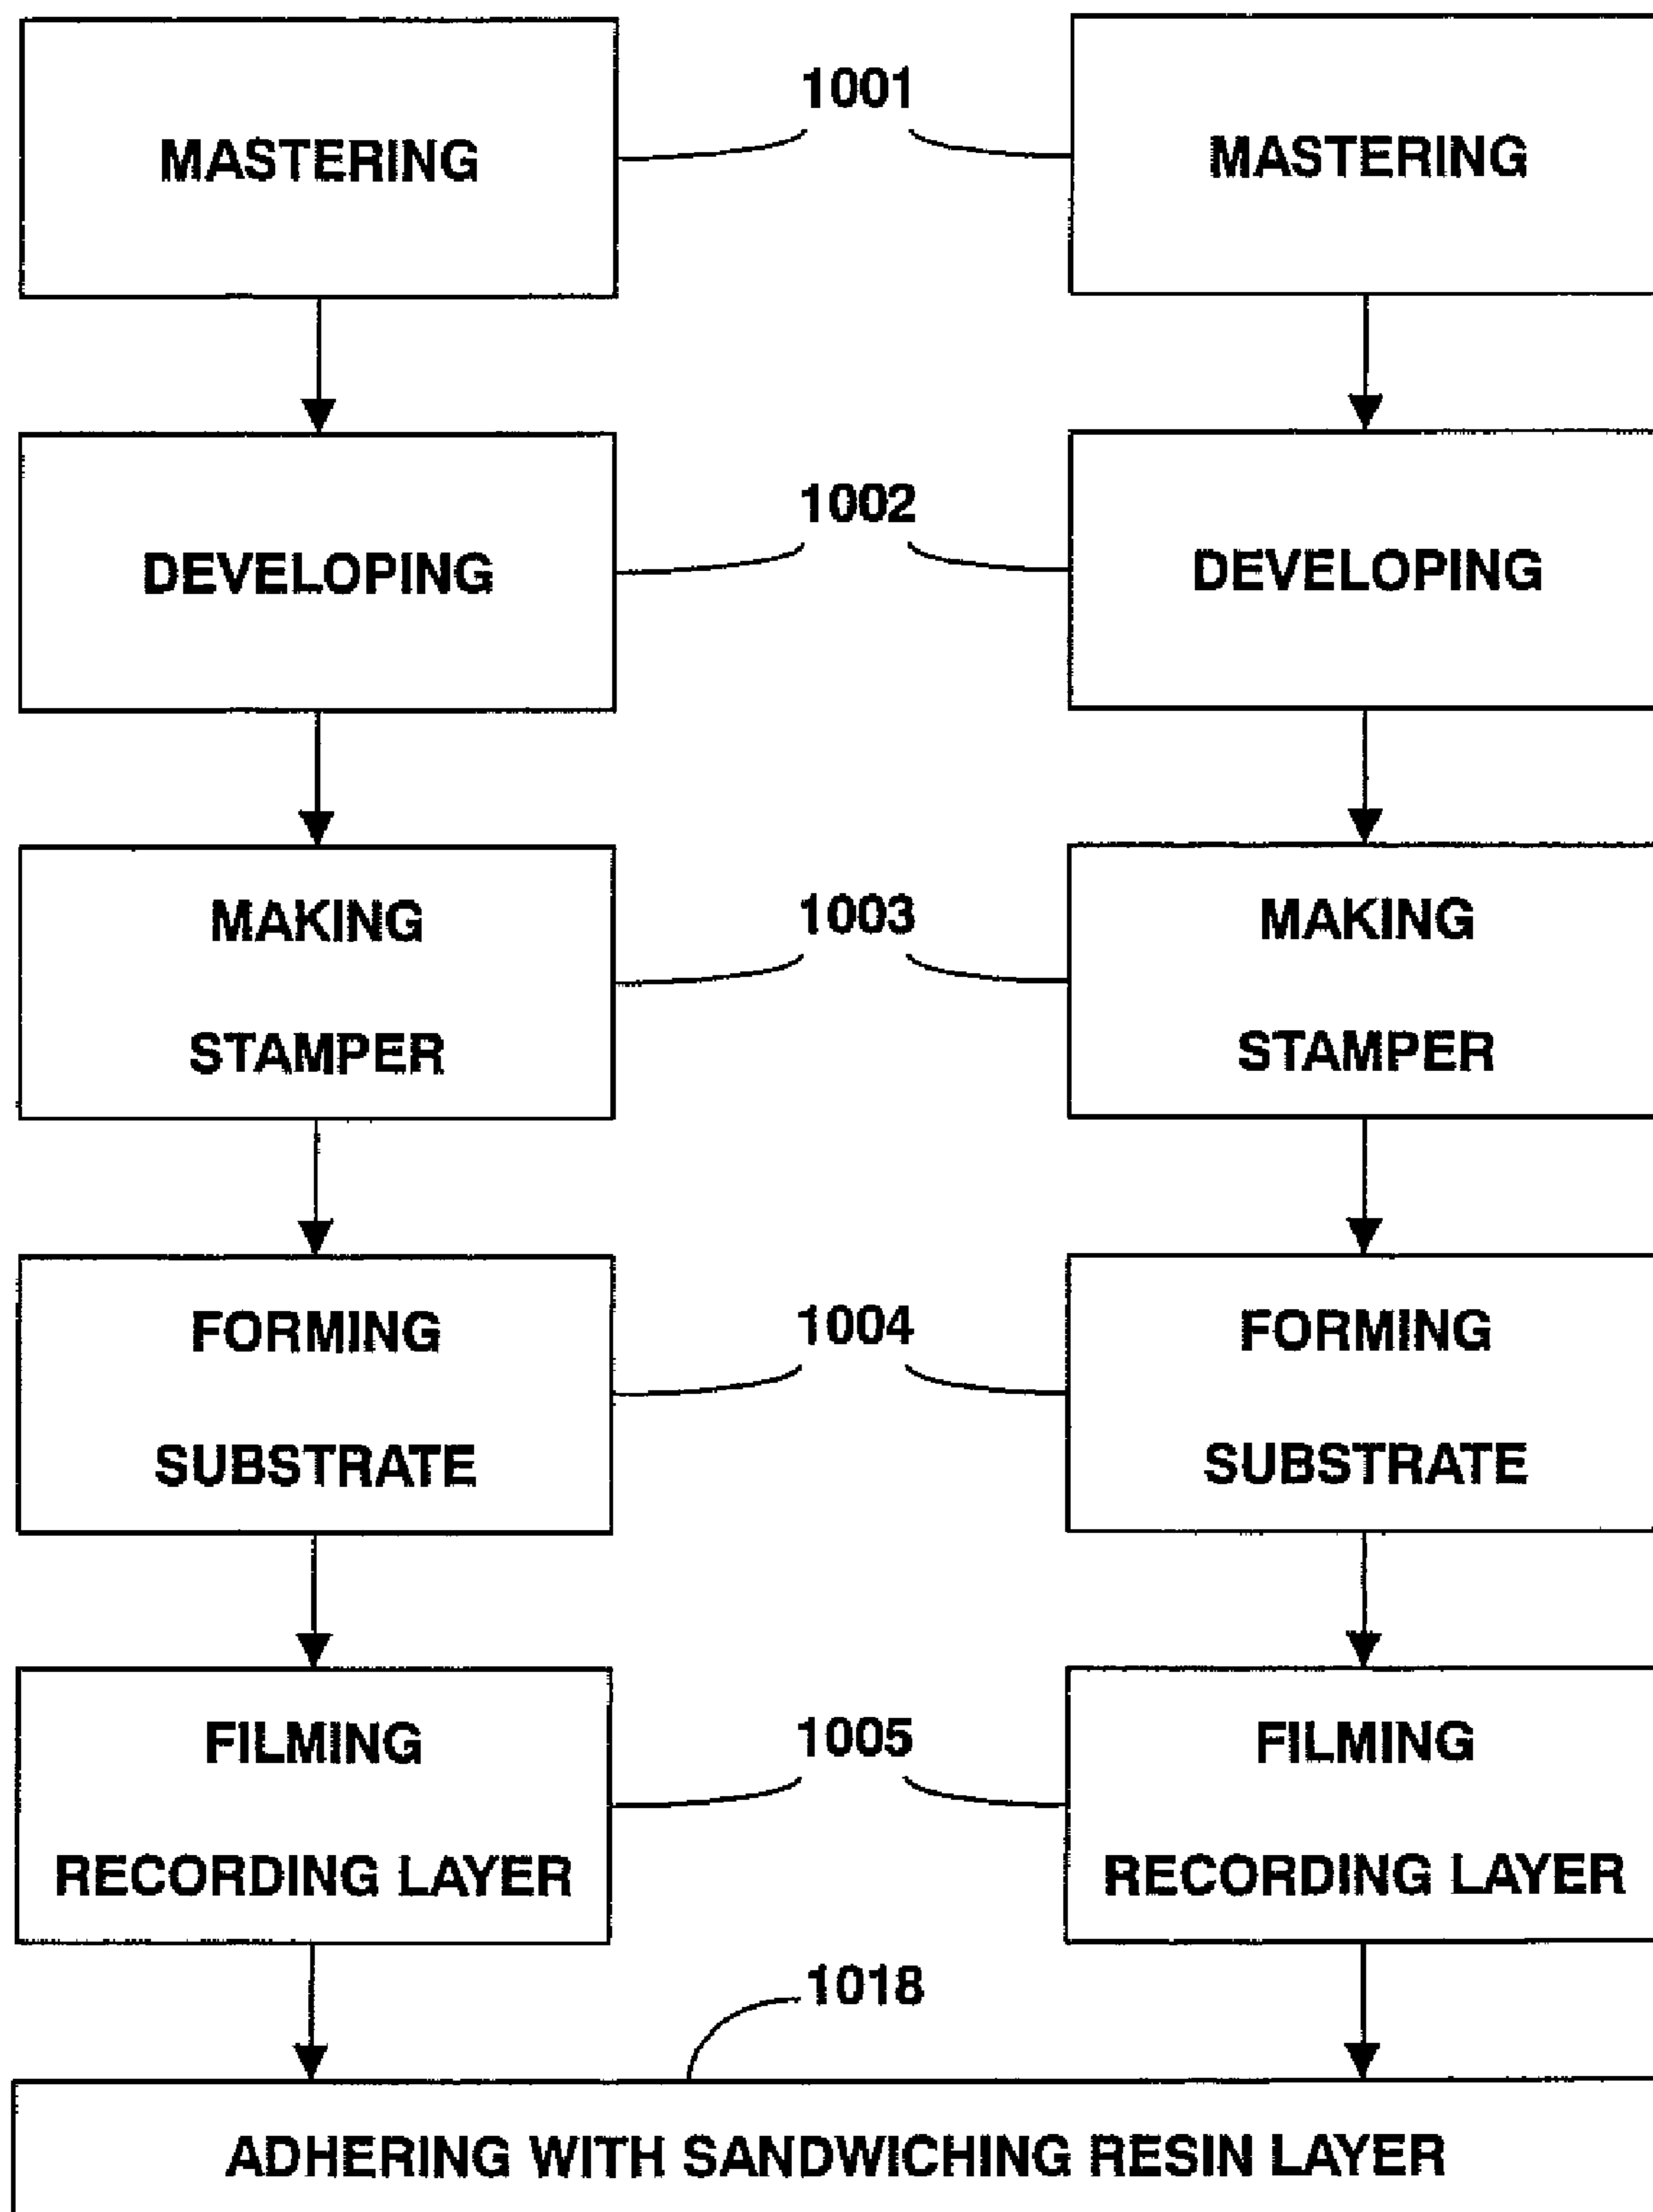 MASTERING
1001
MASTERING
DEVELOPING
1002
DEVELOPING
MAKING
STAMPER
1003
MAKING
STAMPER
FORMING
SUBSTRATE
1004
FORMING
SUBSTRATE
FILMING
RECORDING LAYER
1005
FILMING
RECORDING LAYER
1018
ADHERING WITH SANDWICHING RESIN LAYER